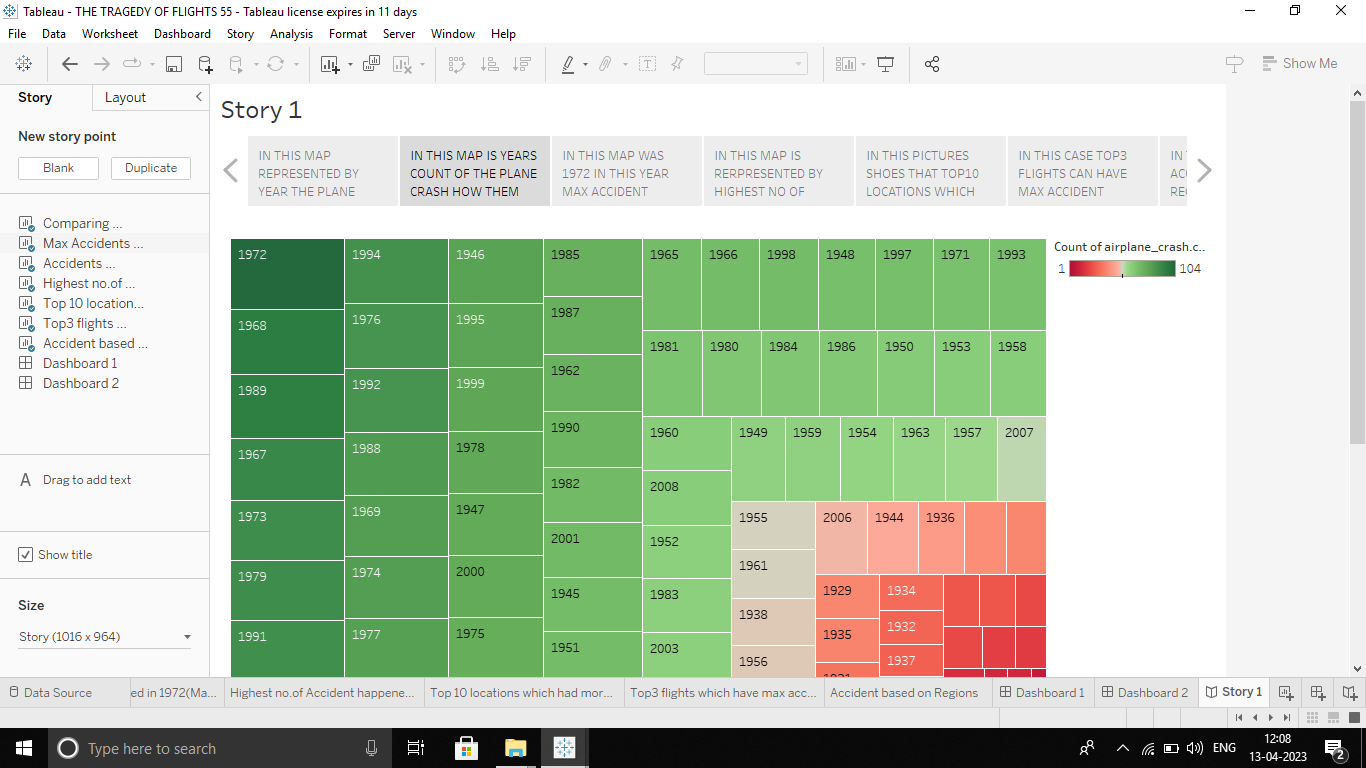 Tableau - THE TRAGEDY OF FLIGHTS 55 - Tableau license expires in 11 days
File Data Worksheet Dashboard Story Analysis Format Server Window Help
Show Me
Story Layout
New story point
Blank Duplicate
Comparing ...
Max Accidents ...
Accidents ...
Highest no.of ...
Top 10 location...
Top3 flights ...
Accident based ...
Dashboard 1
Dashboard 2
A Drag to add text
Show title
Size
Story (1016 x 964)
Story 1
IN THIS MAP
REPRESENTED BY
YEAR THE PLANE
IN THIS MAP IS YEARS
COUNT OF THE PLANE
CRASH HOW THEM
IN THIS MAP WAS
1972 IN THIS YEAR
MAX ACCIDENT
IN THIS MAP IS
RERPRESENTED BY
HIGHEST NO OF
IN THIS PICTURES
SHOES THAT TOP10
LOCATIONS WHICH
IN THIS CASE TOP3
FLIGHTS CAN HAVE
MAX ACCIDENT
1972 1994 1946 1985 1965 1966 1998 1948 1997 1971 1993
1987
1968 1976 1995
1981 1980 1984 1986 1950 1953 1958
1962
1989 1992 1999
1990
1960 1949 1959 1954 1963 1957 2007
1967 1988 1978
1982 2008
1973 1969 1947
1955 2006 1944 1936
2001 1952
1961
1979 1974 2000
1945 1983
1929 1934
1938
1991 1977 1975
1935 1932
1951 2003
1956 1937
1931
Count of airplane_crash.c..
1 104
Data Source ed in 1972(Ma... Highest no.of Accident happene... Top 10 locations which had mor... Top3 flights which have max acc... Accident based on Regions Dashboard 1 Dashboard 2 Story 1
Type here to search
ENG
12:08
13-04-2023
2